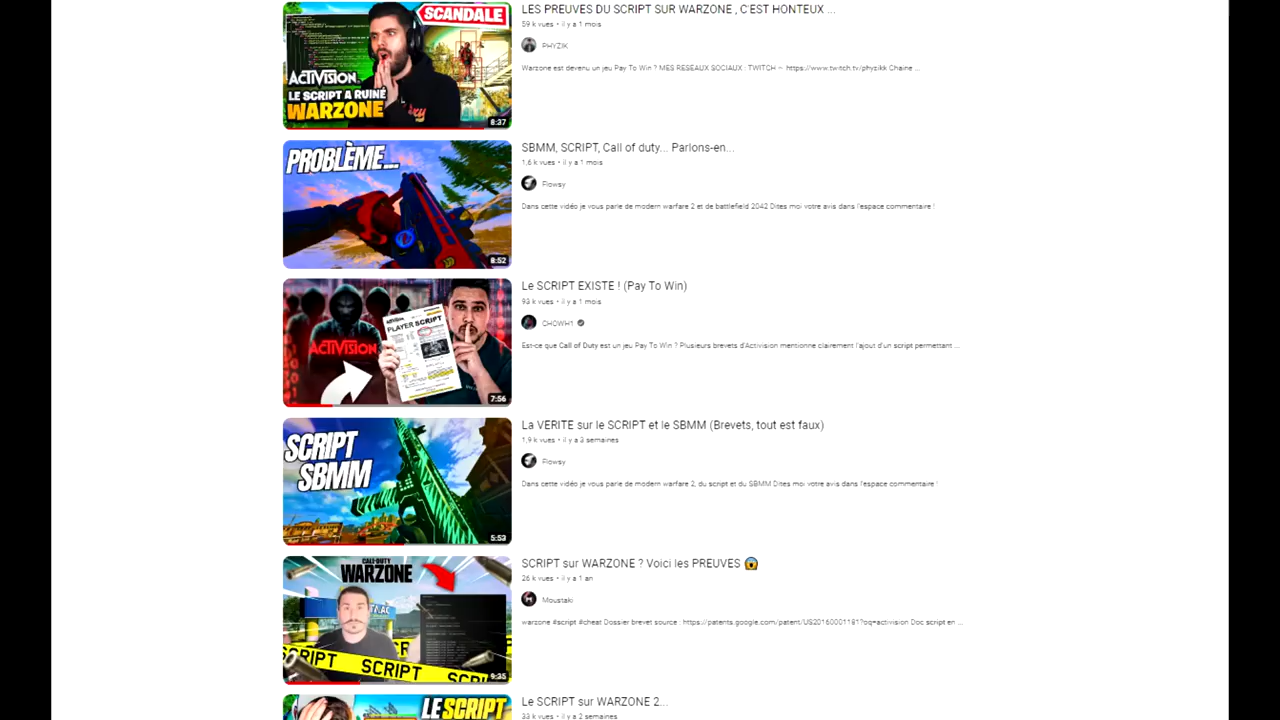 SCANDALE
ACTIVISION
LE SCRIPT A RUINÉ
WARZONE
8:37
LES PREUVES DU SCRIPT SUR WARZONE , C'EST HONTEUX ...
59 k vues • il y a 1 mois
PHYZIK
Warzone est devenu un jeu Pay To Win ? MES RESEAUX SOCIAUX : TWITCH – https://www.twitch.tv/phyzikk Chaine ...
PROBLÈME...
8:52
SBMM, SCRIPT, Call of duty... Parlons-en...
1,6 k vues • il y a 1 mois
Flowsy
Dans cette vidéo je vous parle de modern warfare 2 et de battlefield 2042 Dites moi votre avis dans l'espace commentaire !
ACTIVISION
PLAYER SCRIPT
7:56
Le SCRIPT EXISTE ! (Pay To Win)
93 k vues • il y a 1 mois
CHOWH1
Est-ce que Call of Duty est un jeu Pay To Win ? Plusieurs brevets d'Activision mentionne clairement l'ajout d'un script permettant ...
SCRIPT
SBMM
5:53
La VERITE sur le SCRIPT et le SBMM (Brevets, tout est faux)
1,9 k vues • il y a 3 semaines
Flowsy
Dans cette vidéo je vous parle de modern warfare 2, du script et du SBMM Dites moi votre avis dans l'espace commentaire !
CALL OF DUTY
WARZONE
SCRIPT SCRIPT SCRI
9:35
SCRIPT sur WARZONE ? Voici les PREUVES 😱
26 k vues • il y a 1 an
Moustaki
warzone #script #cheat Dossier brevet source : https://patents.google.com/patent/US20160001181?oq=activision Doc script en ...
LE SCRIPT
Le SCRIPT sur WARZONE 2...
33 k vues • il y a 2 semaines